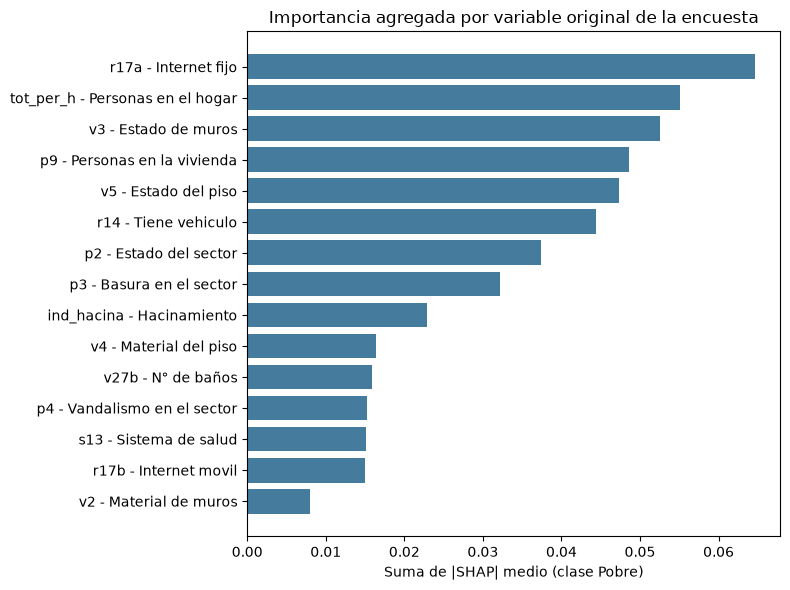 Importancia agregada por variable original de la encuesta
r17a - Internet fijo
tot_per_h - Personas en el hogar
v3 - Estado de muros
p9 - Personas en la vivienda
v5 - Estado del piso
r14 - Tiene vehiculo
p2 - Estado del sector
p3 - Basura en el sector
ind_hacina - Hacinamiento
v4 - Material del piso
v27b - N° de baños
p4 - Vandalismo en el sector
s13 - Sistema de salud
r17b - Internet movil
v2 - Material de muros
0.00 0.01 0.02 0.03 0.04 0.05 0.06
Suma de |SHAP| medio (clase Pobre)